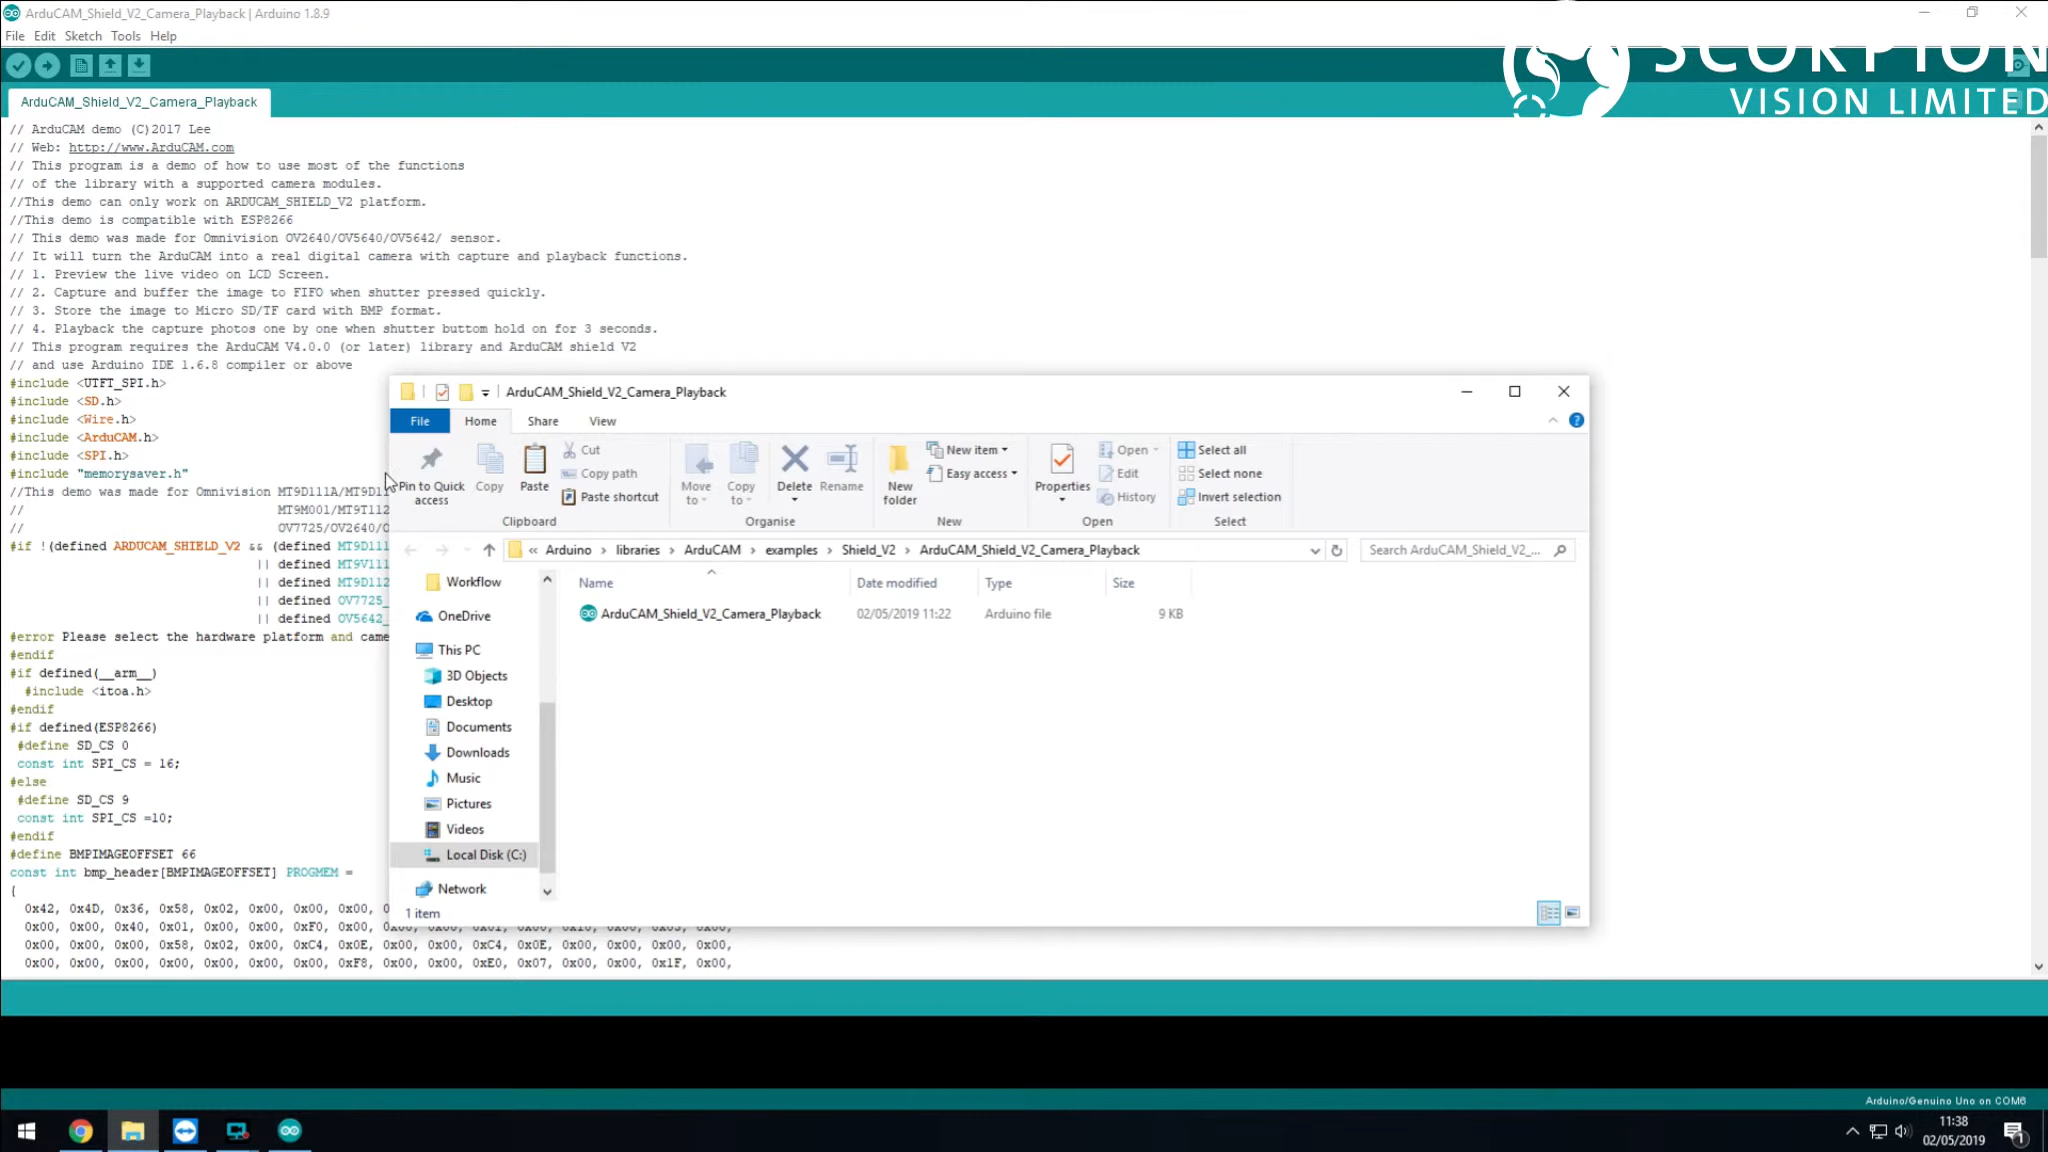 ArduCAM_Shield_V2_Camera_Playback | Arduino 1.8.9
File Edit Sketch Tools Help
SCORPION
VISION LIMITED
ArduCAM_Shield_V2_Camera_Playback
// ArduCAM demo (C)2017 Lee
// Web: http://www.ArduCAM.com
// This program is a demo of how to use most of the functions
// of the library with a supported camera modules.
//This demo can only work on ARDUCAM_SHIELD_V2 platform.
//This demo is compatible with ESP8266
// This demo was made for Omnivision OV2640/OV5640/OV5642/ sensor.
// It will turn the ArduCAM into a real digital camera with capture and playback functions.
// 1. Preview the live video on LCD Screen.
// 2. Capture and buffer the image to FIFO when shutter pressed quickly.
// 3. Store the image to Micro SD/TF card with BMP format.
// 4. Playback the capture photos one by one when shutter buttom hold on for 3 seconds.
// This program requires the ArduCAM V4.0.0 (or later) library and ArduCAM shield V2
// and use Arduino IDE 1.6.8 compiler or above
#include <UTFT_SPI.h>
#include <SD.h>
#include <Wire.h>
#include <ArduCAM.h>
#include <SPI.h>
#include "memorysaver.h"
//This demo was made for Omnivision MT9D111A/MT9D11
// MT9M001/MT9T112
// OV7725/OV2640/O
#if !(defined ARDUCAM_SHIELD_V2 && (defined MT9D111
|| defined MT9V111
|| defined MT9D112
|| defined OV7725_
|| defined OV5642_
#error Please select the hardware platform and came
#endif
#if defined(__arm__)
#include <itoa.h>
#endif
#if defined(ESP8266)
#define SD_CS 0
const int SPI_CS = 16;
#else
#define SD_CS 9
const int SPI_CS =10;
#endif
#define BMPIMAGEOFFSET 66
const int bmp_header[BMPIMAGEOFFSET] PROGMEM =
{
0x42, 0x4D, 0x36, 0x58, 0x02, 0x00, 0x00, 0x00,
0x00, 0x00, 0x40, 0x01, 0x00, 0xF0, 0x00, 0x00, 0x00, 0x01, 0x00, 0x10, 0x00, 0x03, 0x00, 0x00,
0x00, 0x00, 0x00, 0x58, 0x02, 0x00, 0xC4, 0x0E, 0x00, 0x00, 0xC4, 0x0E, 0x00, 0x00, 0x00, 0x00,
0x00, 0x00, 0x00, 0x00, 0x00, 0x00, 0xF8, 0x00, 0x00, 0xE0, 0x07, 0x00, 0x00, 0x1F, 0x00,
ArduCAM_Shield_V2_Camera_Playback
File Home Share View
Pin to Quick access
Copy
Paste
Cut
Copy path
Paste shortcut
Clipboard
Move to
Copy to
Delete
Rename
Organise
New folder
New item
Easy access
New
Properties
Open
Edit
History
Open
Select all
Select none
Invert selection
Select
« Arduino > libraries > ArduCAM > examples > Shield_V2 > ArduCAM_Shield_V2_Camera_Playback
Search ArduCAM_Shield_V2_...
Name Date modified Type Size
ArduCAM_Shield_V2_Camera_Playback 02/05/2019 11:22 Arduino file 9 KB
Workflow
OneDrive
This PC
3D Objects
Desktop
Documents
Downloads
Music
Pictures
Videos
Local Disk (C:)
Network
1 item
Arduino/Genuino Uno on COM6
11:38
02/05/2019
1